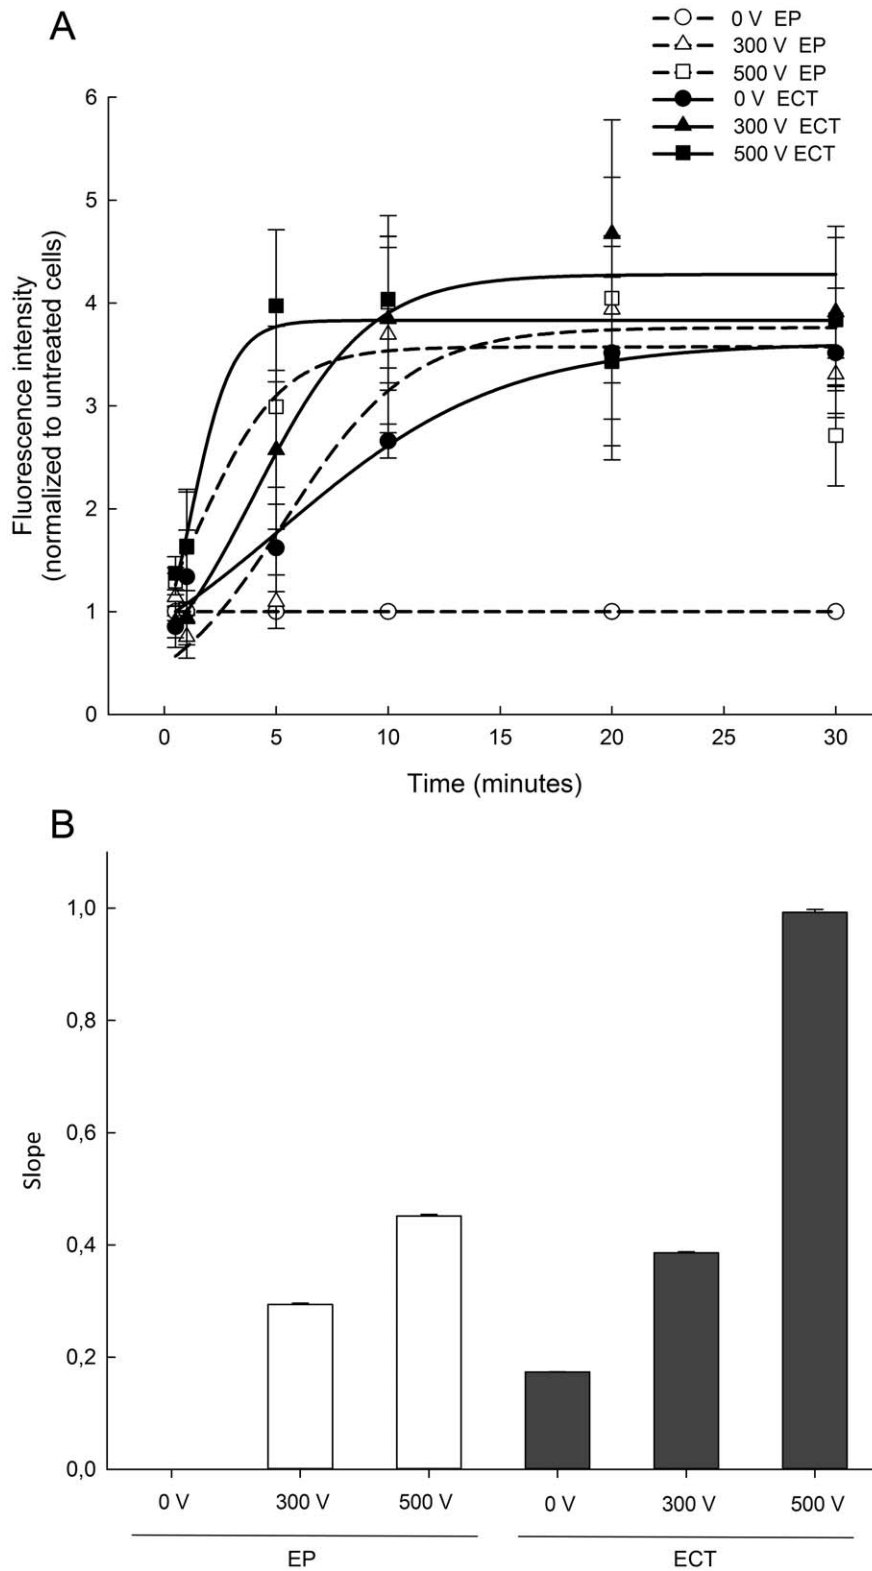 A
0 V EP
300 V EP
500 V EP
0 V ECT
300 V ECT
500 V ECT
Fluorescence intensity
(normalized to untreated cells)
6
5
4
3
2
1
0
0 5 10 15 20 25 30
Time (minutes)
B
Slope
1,0
0,8
0,6
0,4
0,2
0,0
0 V 300 V 500 V 0 V 300 V 500 V
EP ECT